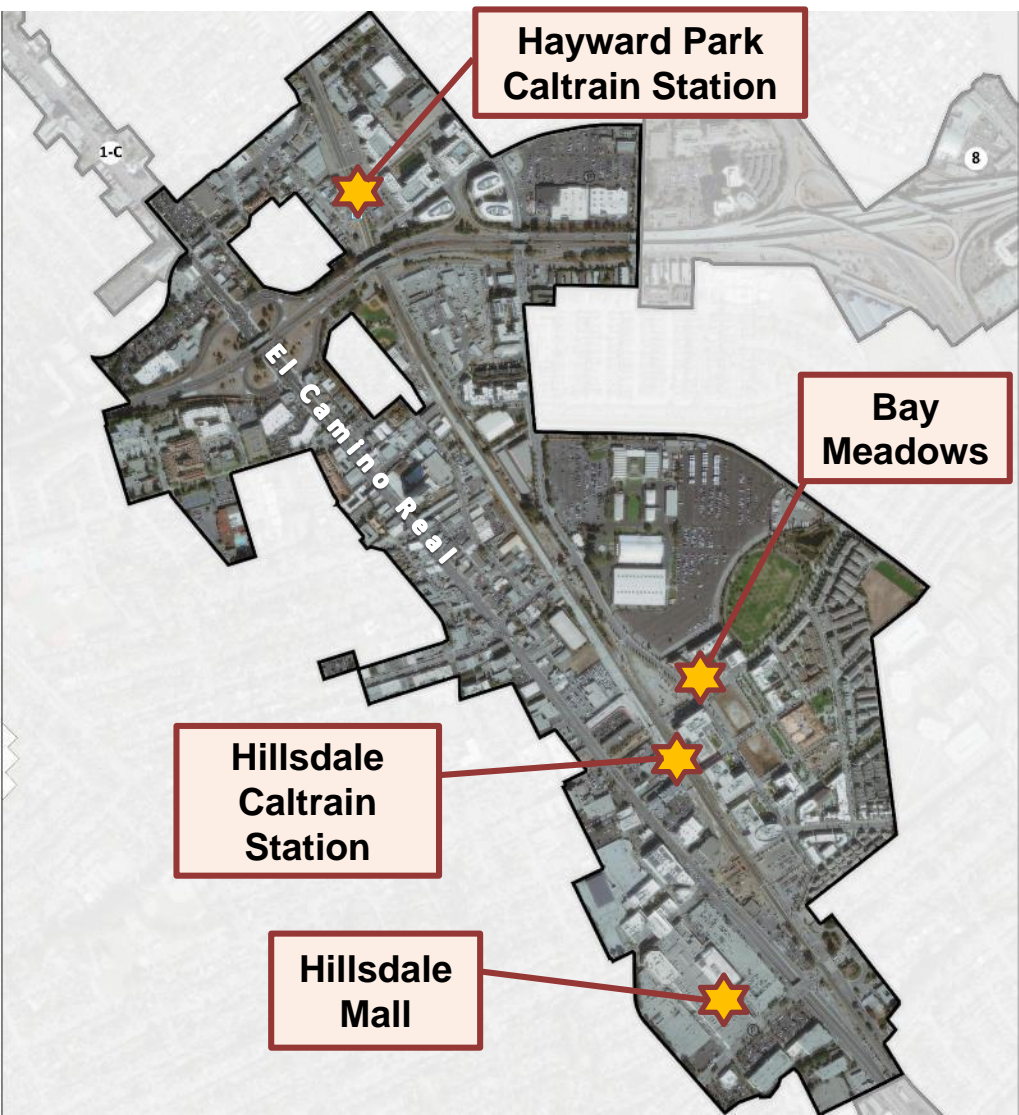 Hayward Park
Caltrain Station
1-C
8
El Camino Real
Bay
Meadows
Hillsdale
Caltrain
Station
Hillsdale
Mall